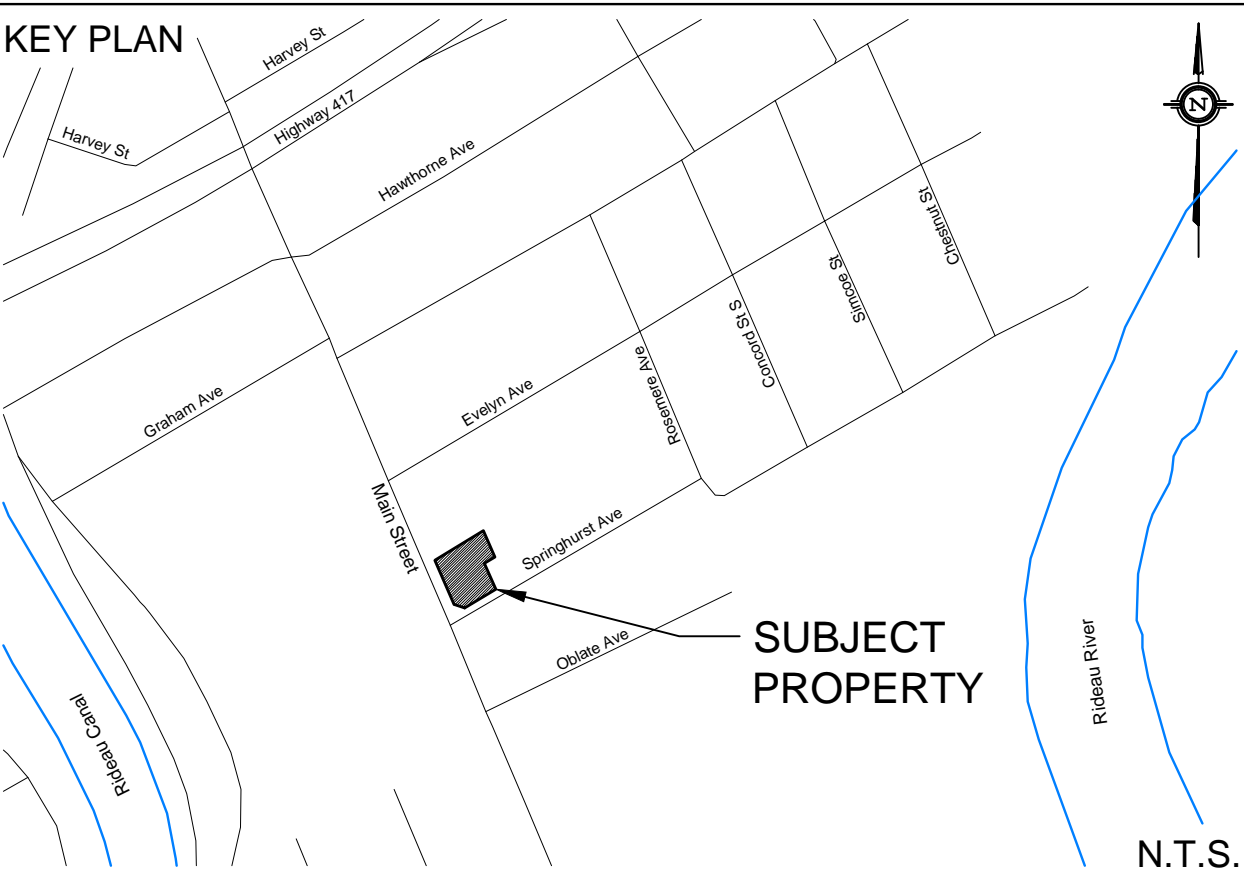 KEY PLAN
Harvey St
Harvey St
Highway 417
Hawthorne Ave
N
Chestnut St
Simcoe St
Concord St S
Rosemere Ave
Graham Ave
Evelyn Ave
Main Street
Springhurst Ave
Oblate Ave
SUBJECT
PROPERTY
Rideau River
Rideau Canal
N.T.S.